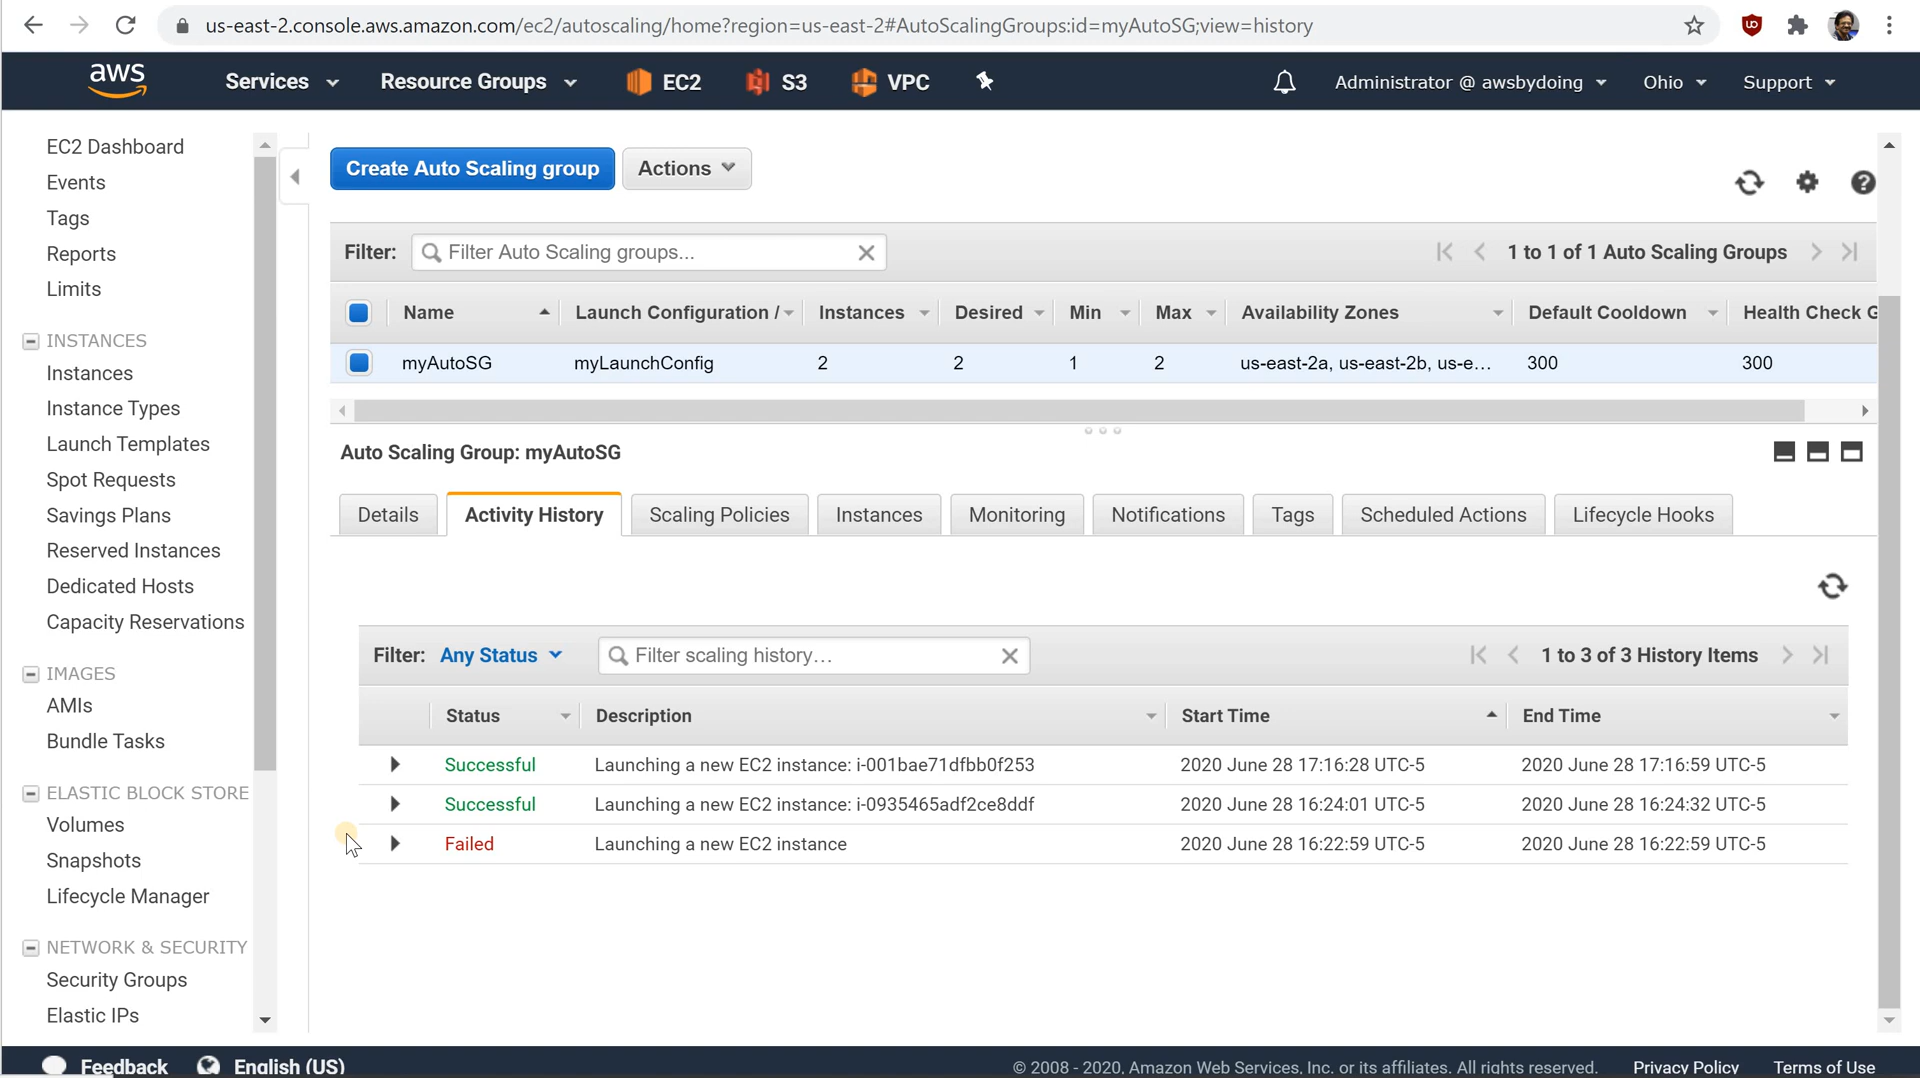 us-east-2.console.aws.amazon.com/ec2/autoscaling/home?region=us-east-2#AutoScalingGroups:id=myAutoSG;view=history
aws Services Resource Groups EC2 S3 VPC Administrator @ awsbydoing Ohio Support
EC2 Dashboard
Events
Tags
Reports
Limits
INSTANCES
Instances
Instance Types
Launch Templates
Spot Requests
Savings Plans
Reserved Instances
Dedicated Hosts
Capacity Reservations
IMAGES
AMIs
Bundle Tasks
ELASTIC BLOCK STORE
Volumes
Snapshots
Lifecycle Manager
NETWORK & SECURITY
Security Groups
Elastic IPs
Create Auto Scaling group Actions
Filter: Filter Auto Scaling groups... 1 to 1 of 1 Auto Scaling Groups
Name Launch Configuration / Instances Desired Min Max Availability Zones Default Cooldown Health Check G
myAutoSG myLaunchConfig 2 2 1 2 us-east-2a, us-east-2b, us-e... 300 300
Auto Scaling Group: myAutoSG
Details Activity History Scaling Policies Instances Monitoring Notifications Tags Scheduled Actions Lifecycle Hooks
Filter: Any Status Filter scaling history... 1 to 3 of 3 History Items
Status Description Start Time End Time
Successful Launching a new EC2 instance: i-001bae71dfbb0f253 2020 June 28 17:16:28 UTC-5 2020 June 28 17:16:59 UTC-5
Successful Launching a new EC2 instance: i-0935465adf2ce8ddf 2020 June 28 16:24:01 UTC-5 2020 June 28 16:24:32 UTC-5
Failed Launching a new EC2 instance 2020 June 28 16:22:59 UTC-5 2020 June 28 16:22:59 UTC-5
Feedback English (US) © 2008 - 2020, Amazon Web Services, Inc. or its affiliates. All rights reserved. Privacy Policy Terms of Use